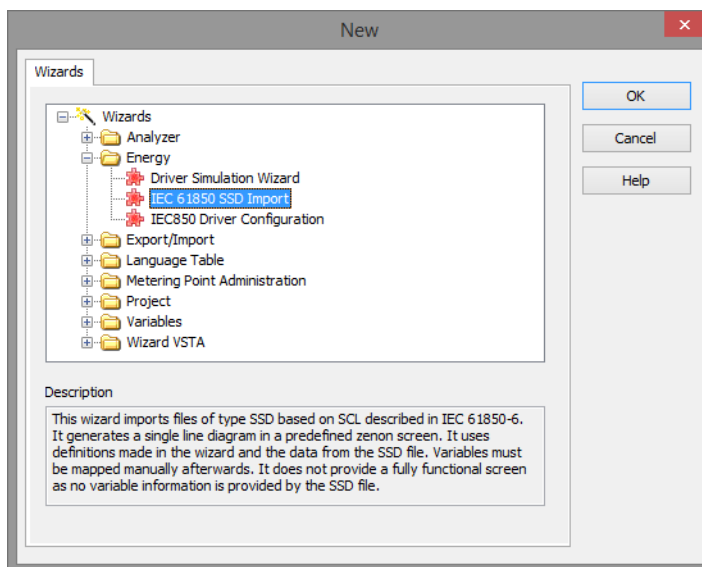 New
Wizards
OK
Cancel
Help
Wizards
Analyzer
Energy
Driver Simulation Wizard
IEC 61850 SSD Import
IEC850 Driver Configuration
Export/Import
Language Table
Metering Point Administration
Project
Variables
Wizard VSTA
Description
This wizard imports files of type SSD based on SCL described in IEC 61850-6.
It generates a single line diagram in a predefined zenon screen. It uses
definitions made in the wizard and the data from the SSD file. Variables must
be mapped manually afterwards. It does not provide a fully functional screen
as no variable information is provided by the SSD file.